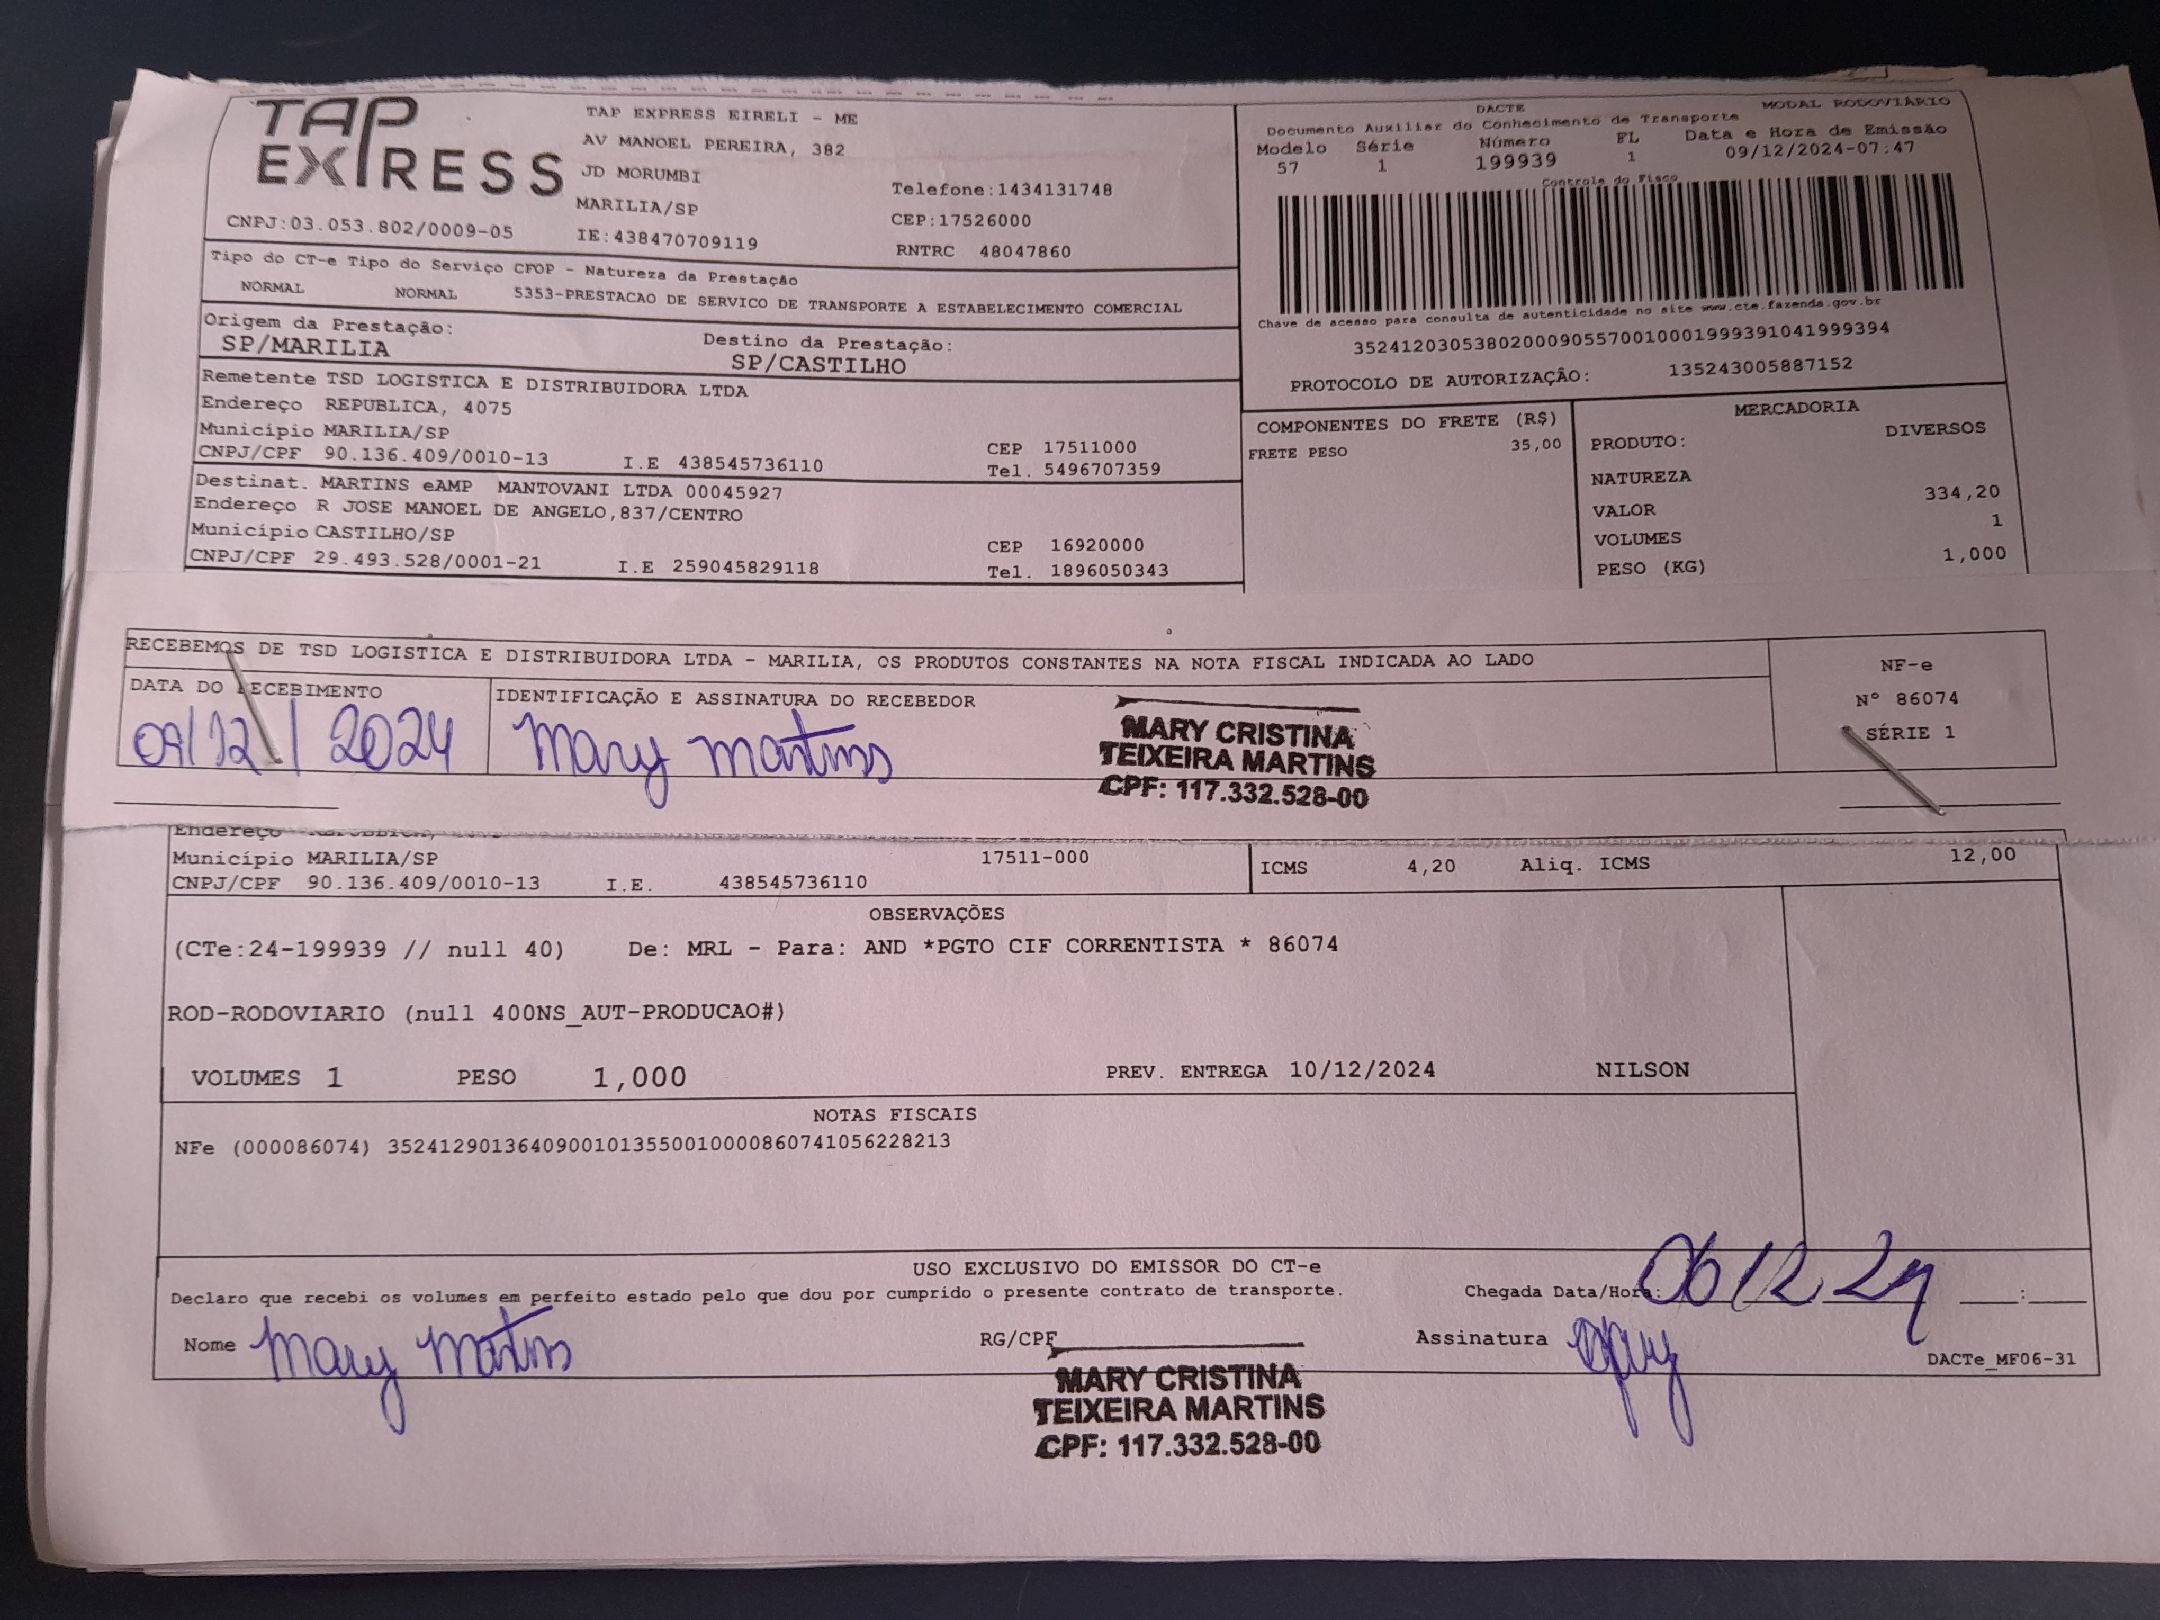 TAP EXPRESS
TAP EXPRESS EIRELI - ME
AV MANOEL PEREIRA, 382
JD MORUMBI
MARILIA/SP
Telefone:1434131748
CEP:17526000
CNPJ:03.053.802/0009-05
IE:438470709119
RNTRC 48047860
DACTE
MODAL RODOVIÁRIO
Documento Auxiliar do Conhecimento de Transporte
Modelo Série Número FL Data e Hora de Emissão
57 1 199939 1 09/12/2024-07:47
Controle do Fisco
Chave de acesso para consulta de autenticidade no site www.cte.fazenda.gov.br
35241203053802000905570010001999391041999394
PROTOCOLO DE AUTORIZAÇÃO: 135243005887152
Tipo do CT-e Tipo do Serviço CFOP - Natureza da Prestação
NORMAL NORMAL 5353-PRESTACAO DE SERVICO DE TRANSPORTE A ESTABELECIMENTO COMERCIAL
Origem da Prestação: Destino da Prestação:
SP/MARILIA SP/CASTILHO
Remetente TSD LOGISTICA E DISTRIBUIDORA LTDA
Endereço REPUBLICA, 4075
Município MARILIA/SP CEP 17511000
CNPJ/CPF 90.136.409/0010-13 I.E 438545736110 Tel. 5496707359
Destinat. MARTINS eAMP MANTOVANI LTDA 00045927
Endereço R JOSE MANOEL DE ANGELO,837/CENTRO
Município CASTILHO/SP CEP 16920000
CNPJ/CPF 29.493.528/0001-21 I.E 259045829118 Tel. 1896050343
COMPONENTES DO FRETE (R$)
FRETE PESO 35,00
MERCADORIA
PRODUTO: DIVERSOS
NATUREZA
VALOR 334,20
VOLUMES 1
PESO (KG) 1,000
RECEBEMOS DE TSD LOGISTICA E DISTRIBUIDORA LTDA - MARILIA, OS PRODUTOS CONSTANTES NA NOTA FISCAL INDICADA AO LADO
DATA DO RECEBIMENTO
09/12/2024
IDENTIFICAÇÃO E ASSINATURA DO RECEBEDOR
Mary Martins
MARY CRISTINA
TEIXEIRA MARTINS
CPF: 117.332.528-00
NF-e
Nº 86074
SÉRIE 1
Endereço
Município MARILIA/SP 17511-000
CNPJ/CPF 90.136.409/0010-13 I.E. 438545736110
ICMS 4,20 Aliq. ICMS 12,00
OBSERVAÇÕES
(CTe:24-199939 // null 40) De: MRL - Para: AND *PGTO CIF CORRENTISTA * 86074
ROD-RODOVIARIO (null 400NS_AUT-PRODUCAO#)
VOLUMES 1 PESO 1,000 PREV. ENTREGA 10/12/2024 NILSON
NOTAS FISCAIS
NFe (000086074) 35241290136409001013550010000860741056228213
USO EXCLUSIVO DO EMISSOR DO CT-e
Declaro que recebi os volumes em perfeito estado pelo que dou por cumprido o presente contrato de transporte.
Chegada Data/Hora: 06 12 24 ___:___
Nome Mary Martins
RG/CPF
Assinatura
DACTe_MF06-31
MARY CRISTINA
TEIXEIRA MARTINS
CPF: 117.332.528-00